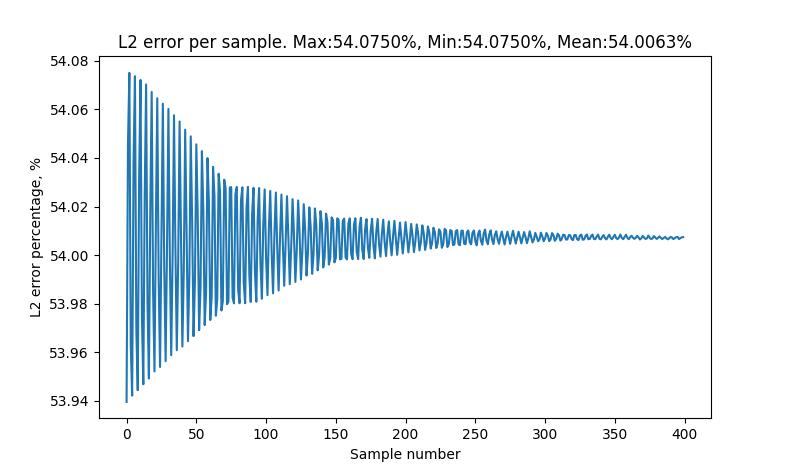 L2 error per sample. Max:54.0750%, Min:54.0750%, Mean:54.0063%
54.08
54.06
54.04
54.02
54.00
53.98
53.96
53.94
L2 error percentage, %
0 50 100 150 200 250 300 350 400
Sample number